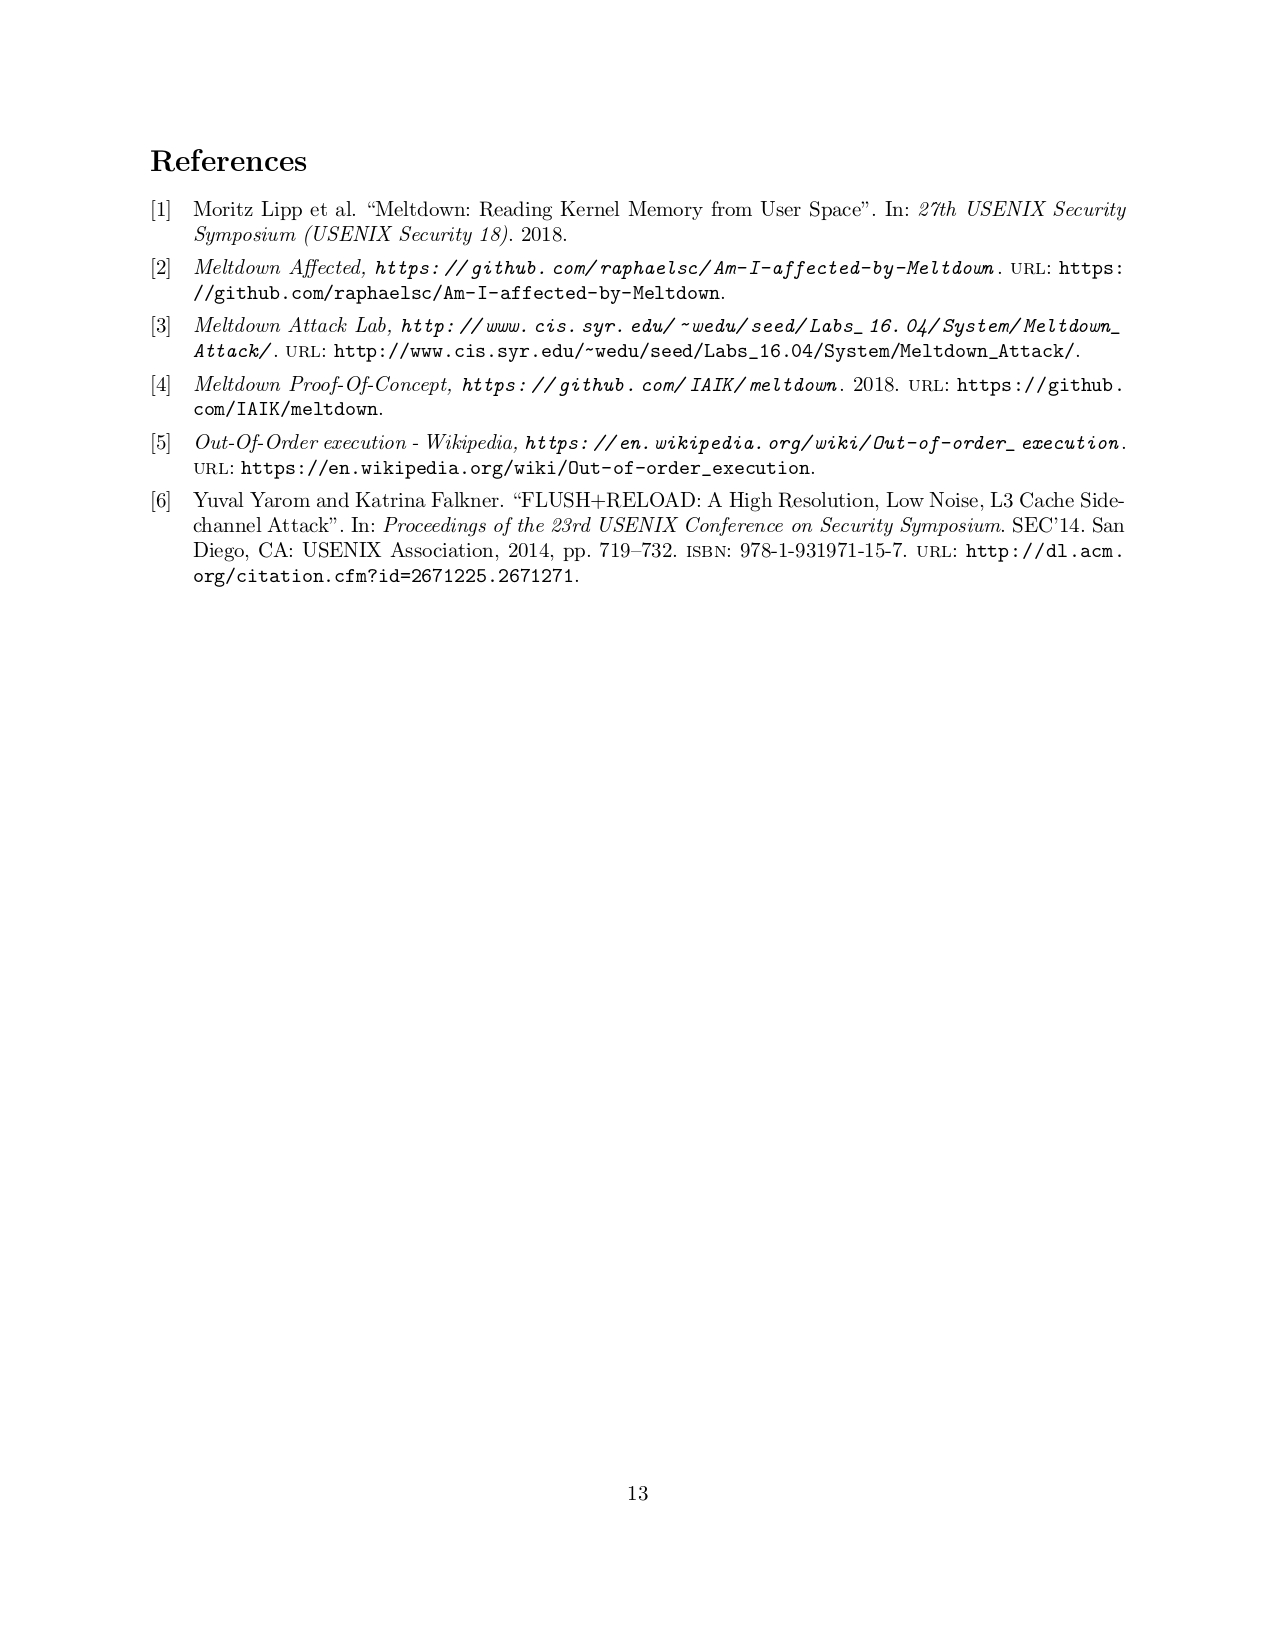 References
[1] Moritz Lipp et al. “Meltdown: Reading Kernel Memory from User Space”. In: 27th USENIX Security
Symposium (USENIX Security 18). 2018.
[2] Meltdown Affected, https: // github. com/ raphaelsc/ Am-I-affected-by-Meltdown . URL: https:
//github.com/raphaelsc/Am-I-affected-by-Meltdown.
[3] Meltdown Attack Lab, http: // www. cis. syr. edu/ ~wedu/ seed/ Labs_ 16. 04/ System/ Meltdown_
Attack/ . URL: http://www.cis.syr.edu/~wedu/seed/Labs_16.04/System/Meltdown_Attack/.
[4] Meltdown Proof-Of-Concept, https: // github. com/ IAIK/ meltdown . 2018. URL: https://github.
com/IAIK/meltdown.
[5] Out-Of-Order execution - Wikipedia, https: // en. wikipedia. org/ wiki/ Out-of-order_ execution .
URL: https://en.wikipedia.org/wiki/Out-of-order_execution.
[6] Yuval Yarom and Katrina Falkner. “FLUSH+RELOAD: A High Resolution, Low Noise, L3 Cache Side-
channel Attack”. In: Proceedings of the 23rd USENIX Conference on Security Symposium. SEC’14. San
Diego, CA: USENIX Association, 2014, pp. 719–732. ISBN: 978-1-931971-15-7. URL: http://dl.acm.
org/citation.cfm?id=2671225.2671271.
13